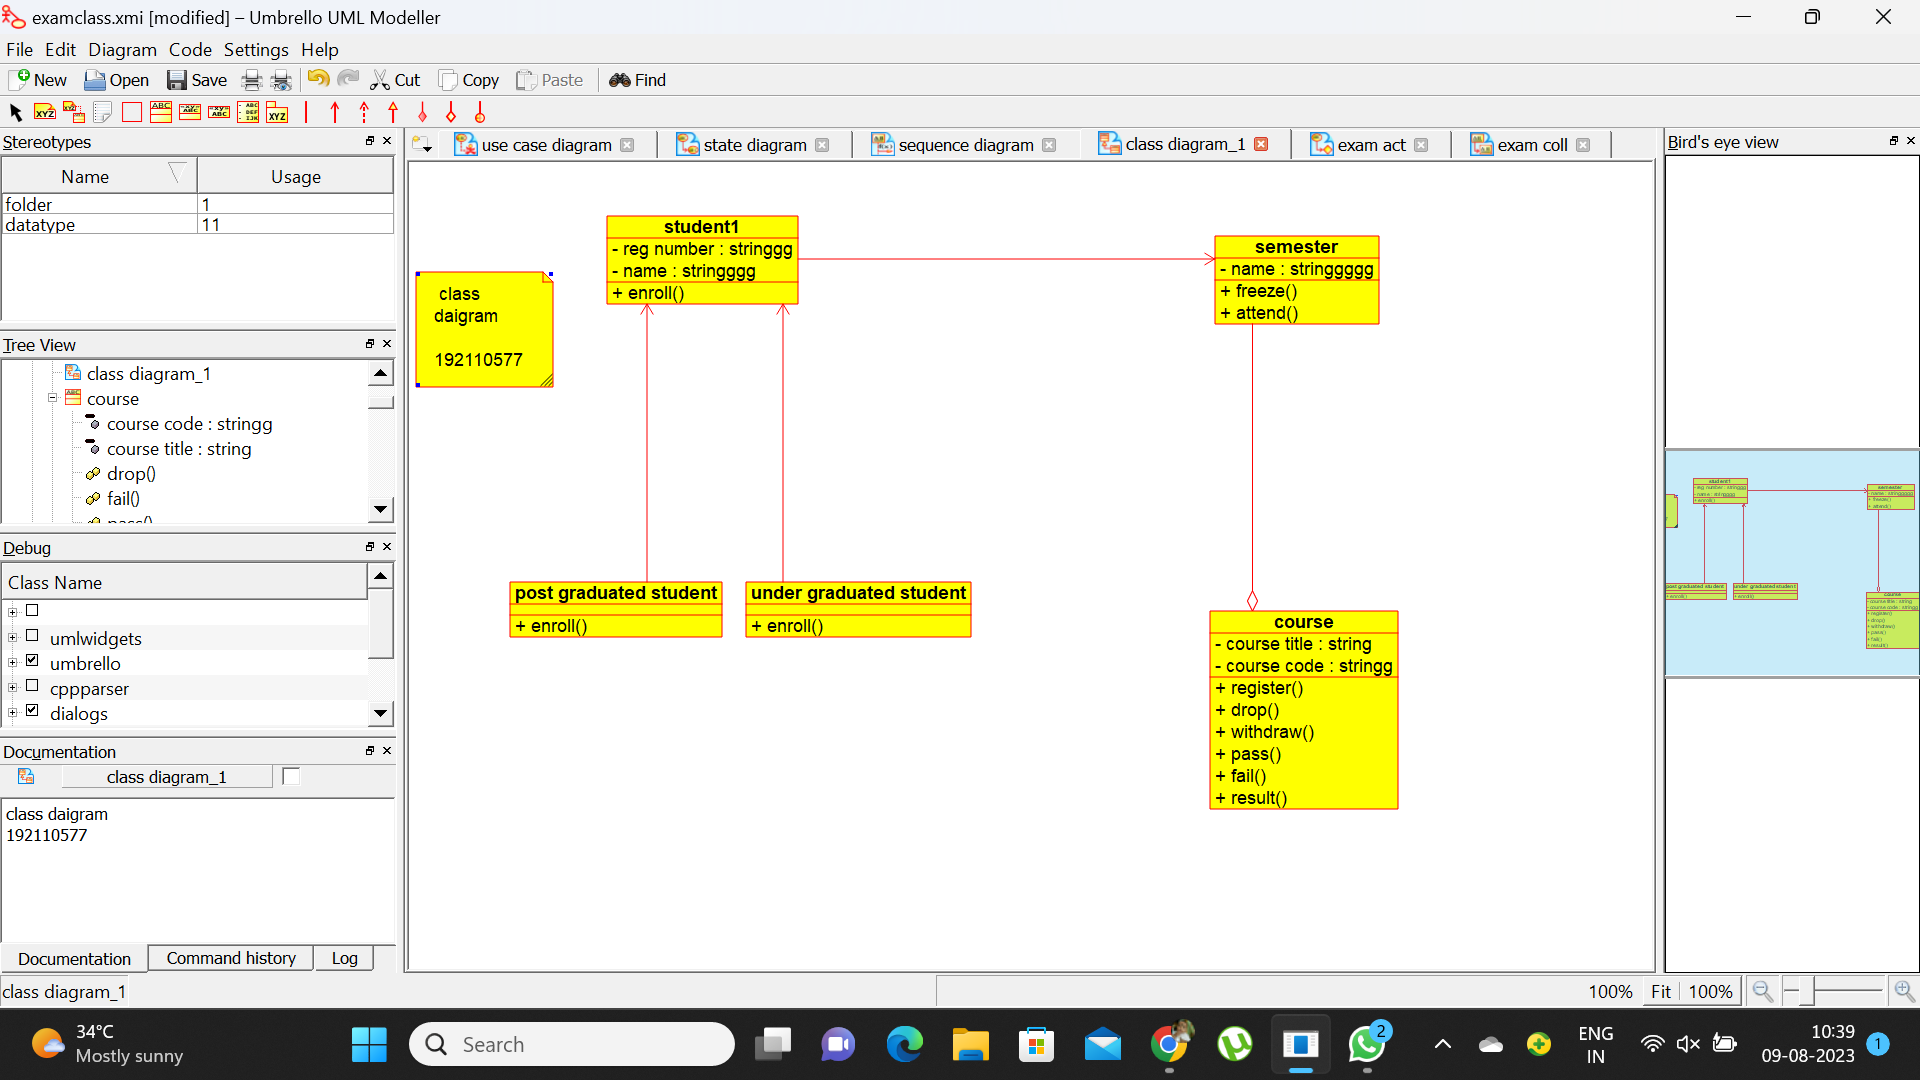 examclass.xmi [modified] – Umbrello UML Modeller
File Edit Diagram Code Settings Help
New Open Save Cut Copy Paste Find
Stereotypes
Name Usage
folder 1
datatype 11
Tree View
class diagram_1
course
course code : stringg
course title : string
drop()
fail()
pass()
Debug
Class Name
umlwidgets
umbrello
cppparser
dialogs
Documentation
class diagram_1
class daigram
192110577
Documentation Command history Log
class diagram_1
use case diagram state diagram sequence diagram class diagram_1 exam act exam coll
class
daigram
192110577
student1
- reg number : stringgg
- name : stringggg
+ enroll()
semester
- name : stringgggg
+ freeze()
+ attend()
post graduated student
+ enroll()
under graduated student
+ enroll()
course
- course title : string
- course code : stringg
+ register()
+ drop()
+ withdraw()
+ pass()
+ fail()
+ result()
Bird's eye view
100% Fit 100%
34°C
Mostly sunny
Search
2
ENG
IN
10:39
09-08-2023
1